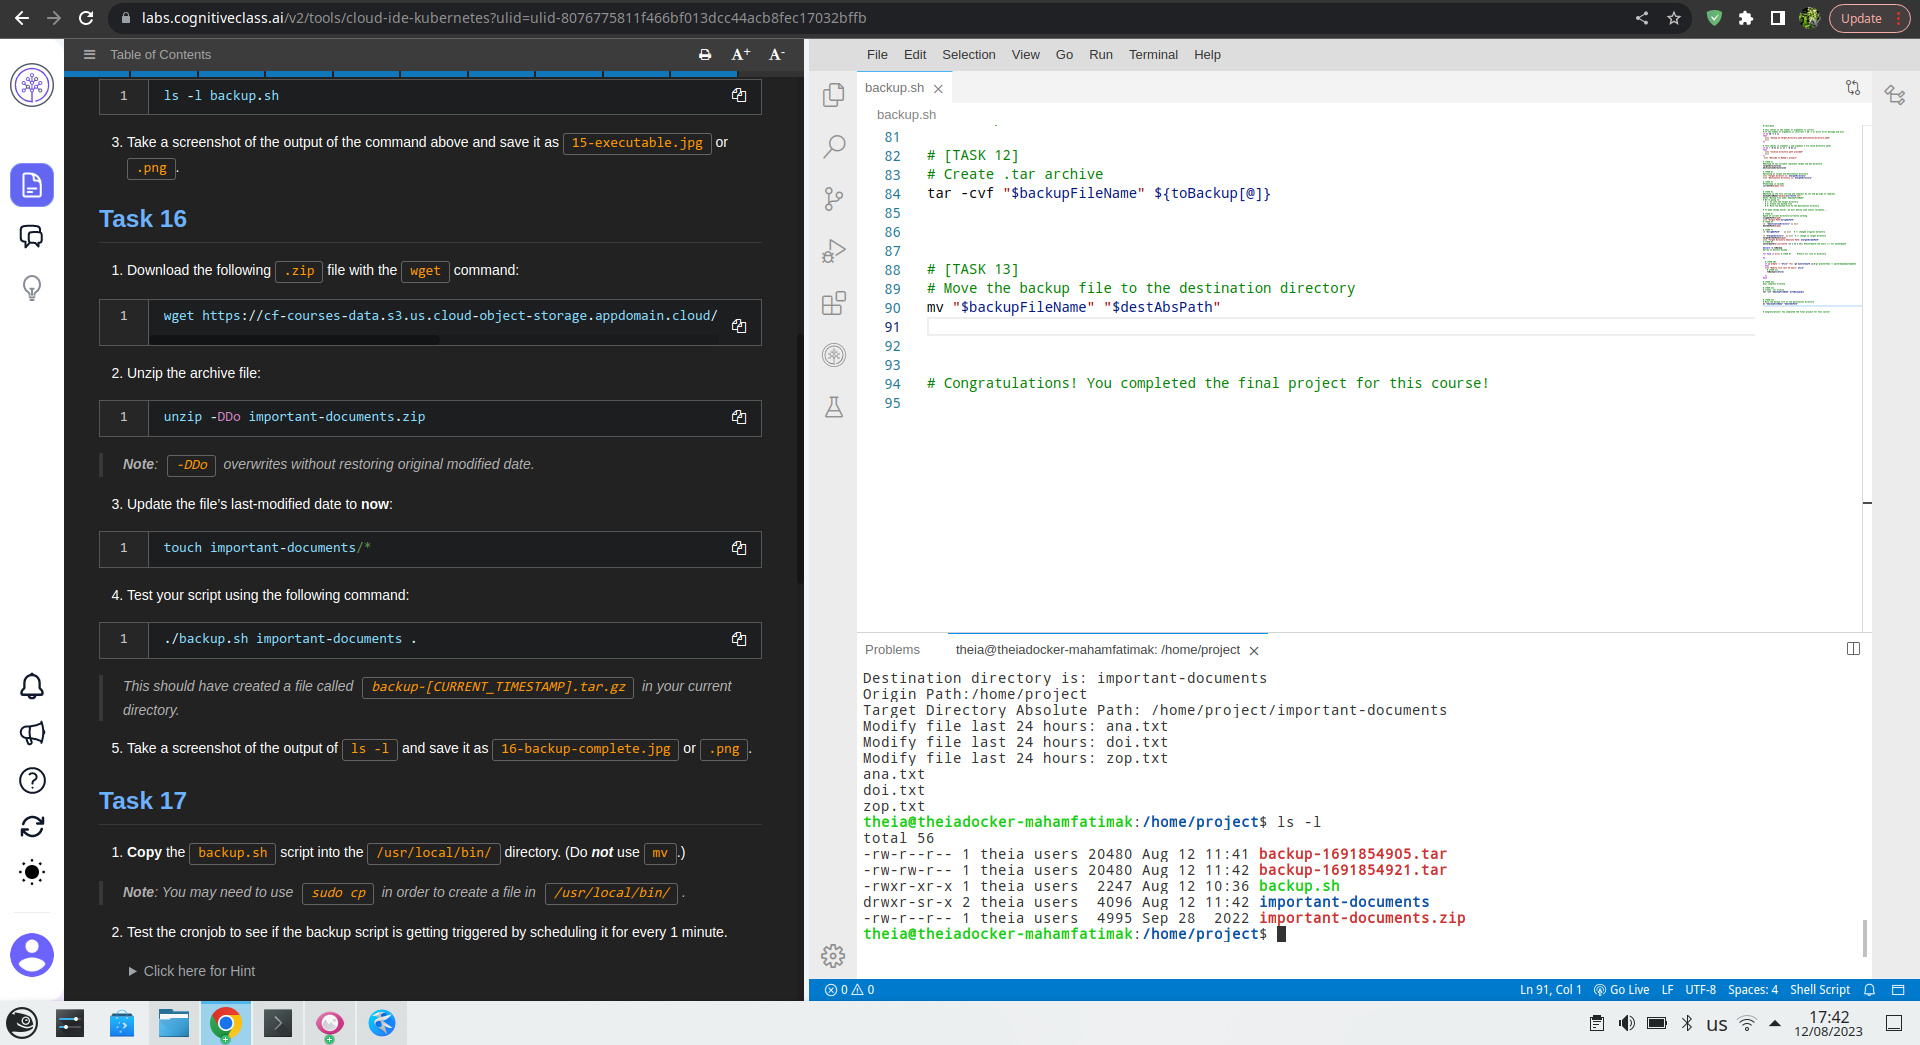 labs.cognitiveclass.ai/v2/tools/cloud-ide-kubernetes?ulid=ulid-8076775811f466bf013dcc44acb8fec17032bffb
Update
Table of Contents
A+
A-
1 ls -l backup.sh
3. Take a screenshot of the output of the command above and save it as 15-executable.jpg or
.png.
Task 16
1. Download the following .zip file with the wget command:
1 wget https://cf-courses-data.s3.us.cloud-object-storage.appdomain.cloud/
2. Unzip the archive file:
1 unzip -DDo important-documents.zip
Note: -DDo overwrites without restoring original modified date.
3. Update the file’s last-modified date to now:
1 touch important-documents/*
4. Test your script using the following command:
1 ./backup.sh important-documents .
This should have created a file called backup-[CURRENT_TIMESTAMP].tar.gz in your current
directory.
5. Take a screenshot of the output of ls -l and save it as 16-backup-complete.jpg or .png.
Task 17
1. Copy the backup.sh script into the /usr/local/bin/ directory. (Do not use mv.)
Note: You may need to use sudo cp in order to create a file in /usr/local/bin/.
2. Test the cronjob to see if the backup script is getting triggered by scheduling it for every 1 minute.
Click here for Hint
File Edit Selection View Go Run Terminal Help
backup.sh
backup.sh
81
82 # [TASK 12]
83 # Create .tar archive
84 tar -cvf "$backupFileName" ${toBackup[@]}
85
86
87
88 # [TASK 13]
89 # Move the backup file to the destination directory
90 mv "$backupFileName" "$destAbsPath"
91
92
93
94 # Congratulations! You completed the final project for this course!
95
Problems theia@theiadocker-mahamfatimak: /home/project
Destination directory is: important-documents
Origin Path:/home/project
Target Directory Absolute Path: /home/project/important-documents
Modify file last 24 hours: ana.txt
Modify file last 24 hours: doi.txt
Modify file last 24 hours: zop.txt
ana.txt
doi.txt
zop.txt
theia@theiadocker-mahamfatimak:/home/project$ ls -l
total 56
-rw-r--r-- 1 theia users 20480 Aug 12 11:41 backup-1691854905.tar
-rw-rw-r-- 1 theia users 20480 Aug 12 11:42 backup-1691854921.tar
-rwxr-xr-x 1 theia users 2247 Aug 12 10:36 backup.sh
drwxr-sr-x 2 theia users 4096 Aug 12 11:42 important-documents
-rw-r--r-- 1 theia users 4995 Sep 28 2022 important-documents.zip
theia@theiadocker-mahamfatimak:/home/project$
0 0
Ln 91, Col 1 Go Live LF UTF-8 Spaces: 4 Shell Script
us
17:42
12/08/2023